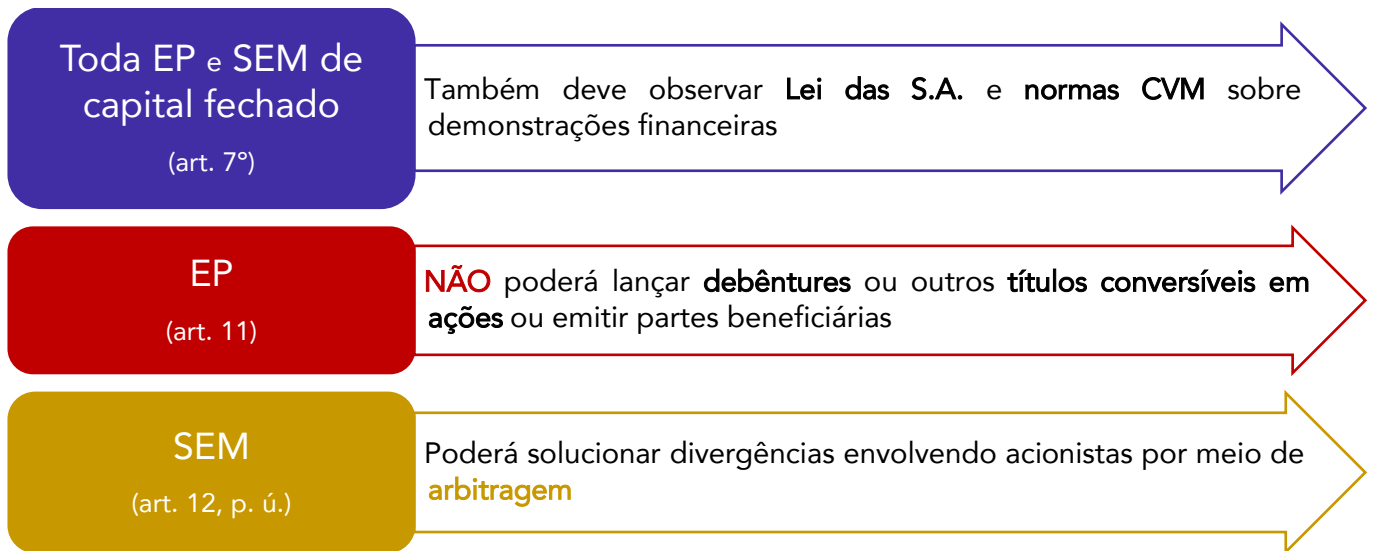 Toda EP e SEM de
capital fechado
(art. 7°)
Também deve observar Lei das S.A. e normas CVM sobre
demonstrações financeiras
EP
(art. 11)
NÃO poderá lançar debêntures ou outros títulos conversíveis em
ações ou emitir partes beneficiárias
SEM
(art. 12, p. ú.)
Poderá solucionar divergências envolvendo acionistas por meio de
arbitragem